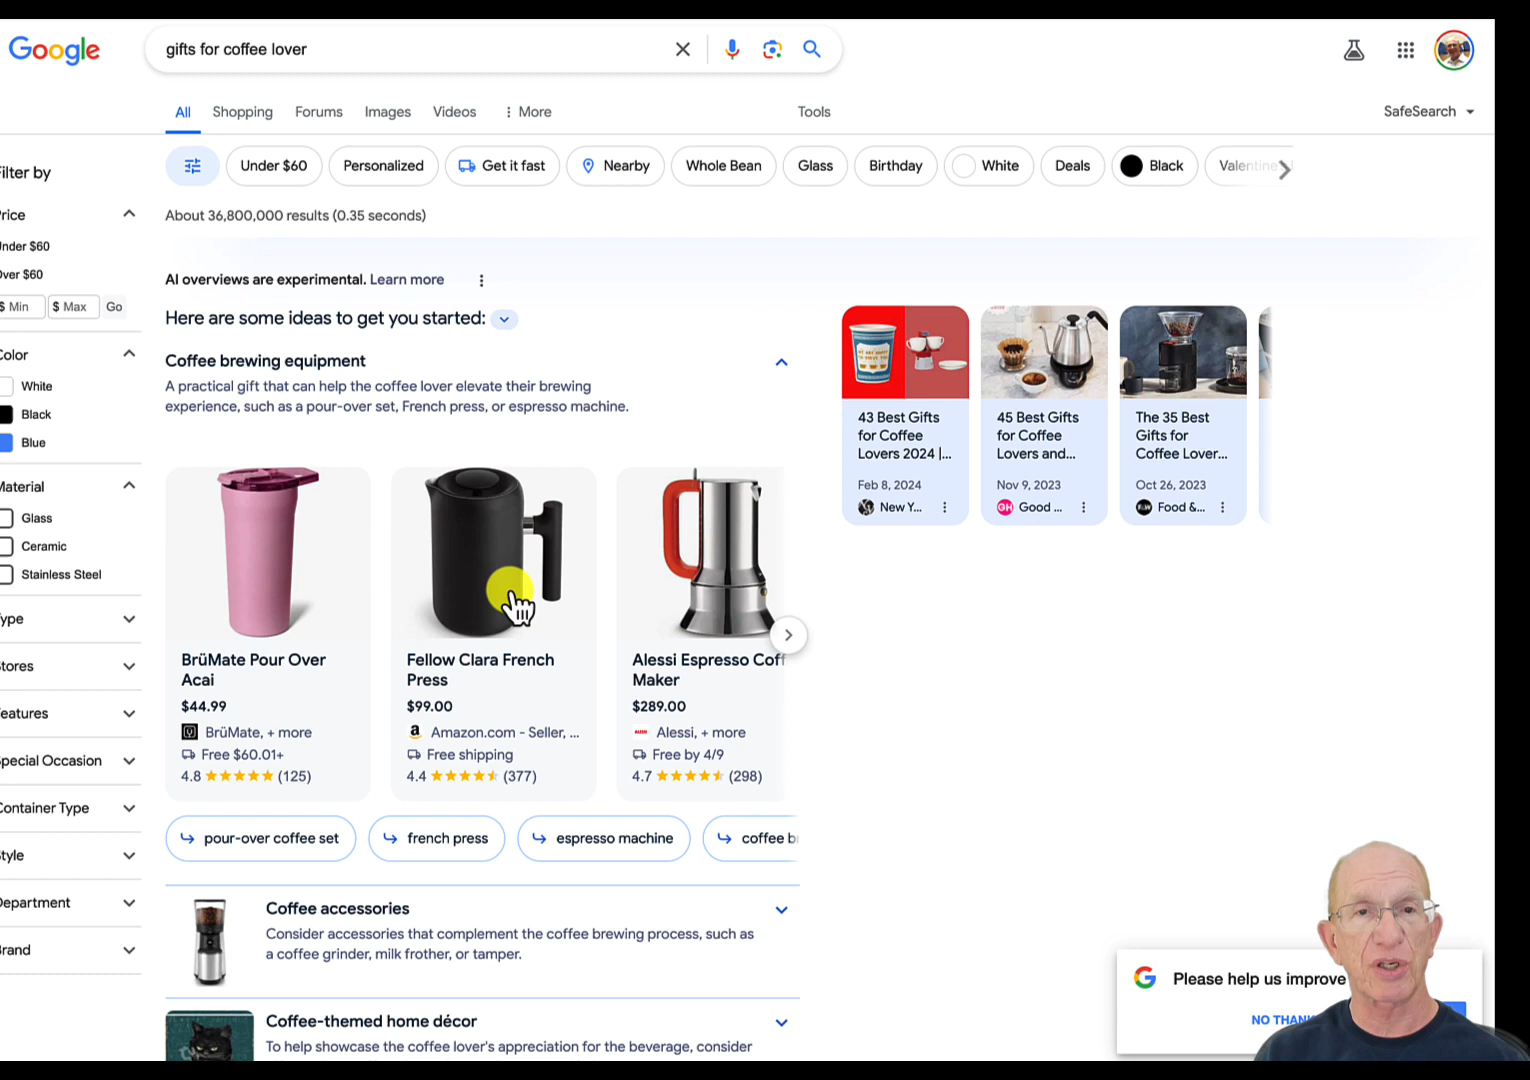 Google
gifts for coffee lover
All Shopping Forums Images Videos More Tools SafeSearch
Under $60 Personalized Get it fast Nearby Whole Bean Glass Birthday White Deals Black Valentine
ilter by
About 36,800,000 results (0.35 seconds)
rice
nder $60
ver $60
$ Min $ Max Go
olor
White
Black
Blue
Material
Glass
Ceramic
Stainless Steel
ype
tores
eatures
pecial Occasion
ontainer Type
tyle
epartment
rand
AI overviews are experimental. Learn more
Here are some ideas to get you started:
Coffee brewing equipment
A practical gift that can help the coffee lover elevate their brewing
experience, such as a pour-over set, French press, or espresso machine.
BrüMate Pour Over
Acai
$44.99
BrüMate, + more
Free $60.01+
4.8 (125)
Fellow Clara French
Press
$99.00
a Amazon.com - Seller, ...
Free shipping
4.4 (377)
Alessi Espresso Coff
Maker
$289.00
ALESSI Alessi, + more
Free by 4/9
4.7 (298)
pour-over coffee set french press espresso machine coffee b
Coffee accessories
Consider accessories that complement the coffee brewing process, such as
a coffee grinder, milk frother, or tamper.
Coffee-themed home décor
To help showcase the coffee lover's appreciation for the beverage, consider
43 Best Gifts
for Coffee
Lovers 2024 |...
Feb 8, 2024
New Y...
45 Best Gifts
for Coffee
Lovers and...
Nov 9, 2023
GH Good ...
The 35 Best
Gifts for
Coffee Lover...
Oct 26, 2023
Food &...
G Please help us improve
NO THAN